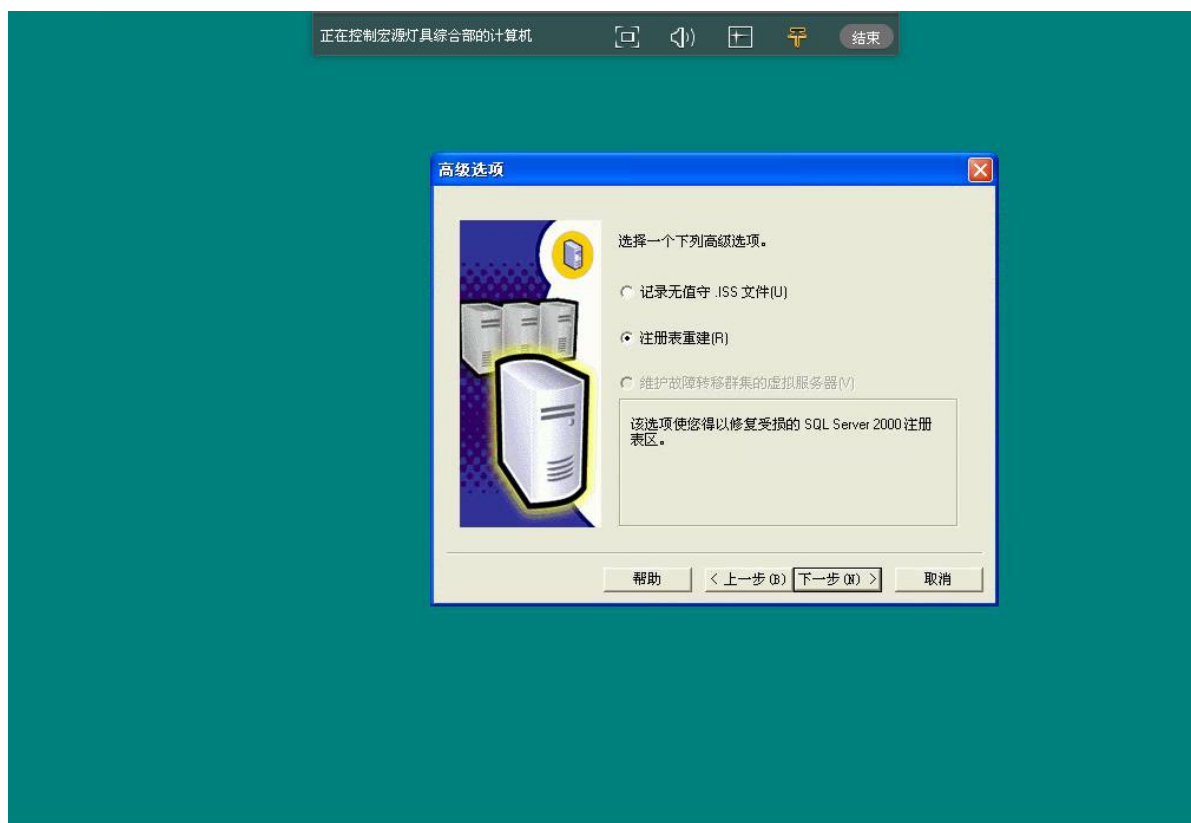 正在控制宏源灯具综合部的计算机
结束
高级选项
选择一个下列高级选项。
记录无值守 .ISS 文件(U)
注册表重建(R)
维护故障转移群集的虚拟服务器(V)
该选项使您得以修复受损的 SQL Server 2000 注册
表区。
帮助
< 上一步(B)
下一步(N) >
取消